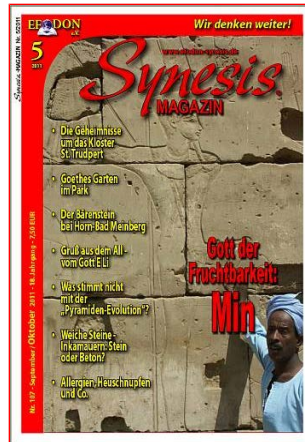 EFODON e.V.
Wir denken weiter!
5
2011
www.efodon-synesis.de
Synesis
MAGAZIN
• Die Geheimnisse
um das Kloster
St. Trudpert
• Goethes Garten
im Park
• Der Bärenstein
bei Horn-Bad Meinberg
• Gruß aus dem All -
vom Gott E Li
• Was stimmt nicht
mit der
„Pyramiden-Evolution"?
• Weiche Steine -
Inkamauern: Stein
oder Beton?
• Allergien, Heuschnupfen
und Co.
Gott der
Fruchtbarkeit:
Min
Synesis-MAGAZIN Nr. 5/2011
Nr. 107 - September / Oktober 2011 - 18. Jahrgang - 7,50 EUR